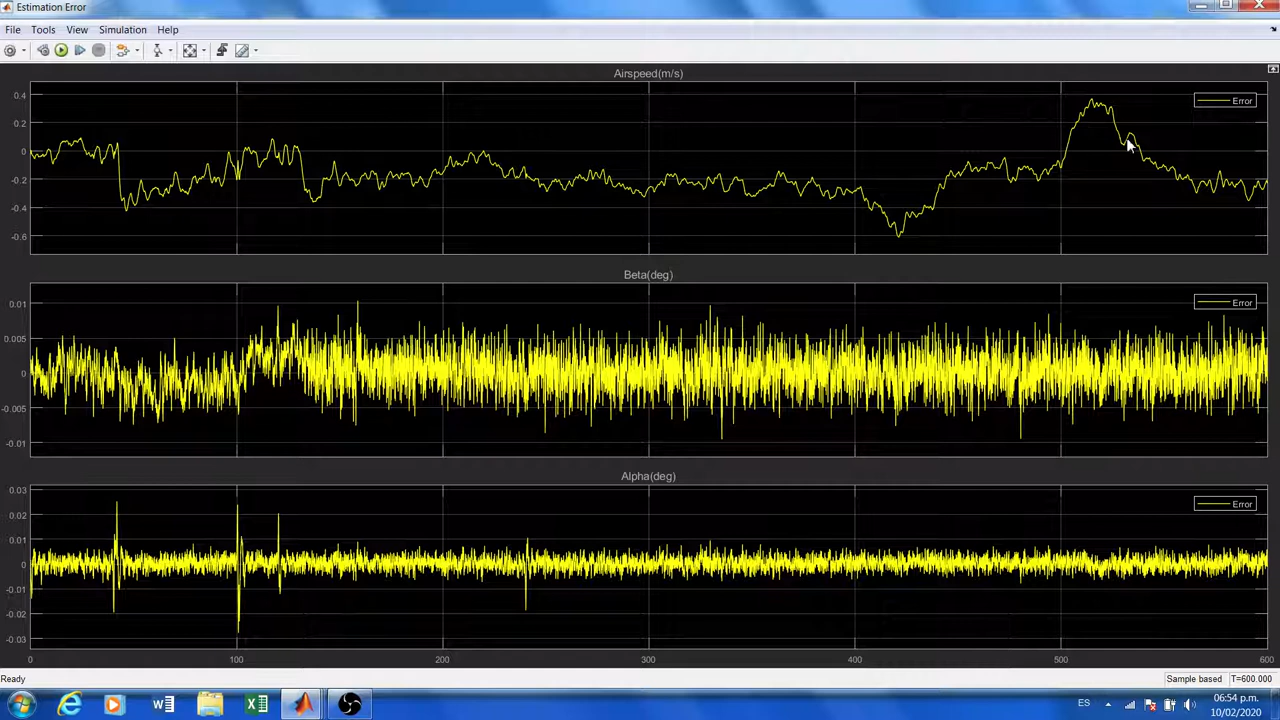 Estimation Error
File Tools View Simulation Help
Airspeed(m/s)
Error
0.4
0.2
0
-0.2
-0.4
-0.6
Beta(deg)
Error
0.01
0.005
0
-0.005
-0.01
Alpha(deg)
Error
0.03
0.02
0.01
0
-0.01
-0.02
-0.03
0 100 200 300 400 500 600
Ready
Sample based T=600.000
ES
06:54 p.m.
10/02/2020